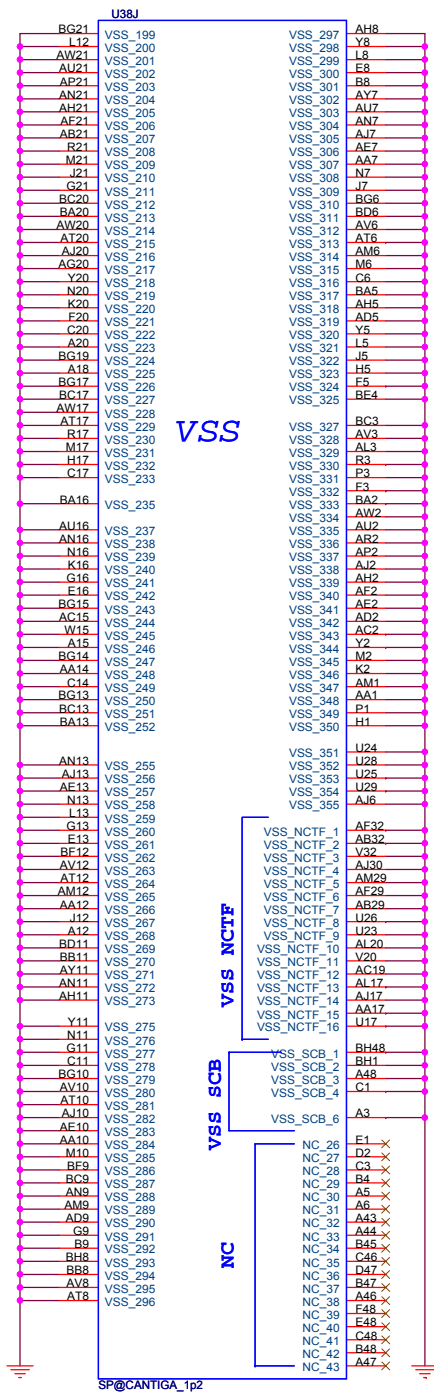 U38J
BG21 VSS_199
L12 VSS_200
AW21 VSS_201
AU21 VSS_202
AP21 VSS_203
AN21 VSS_204
AH21 VSS_205
AF21 VSS_206
AB21 VSS_207
R21 VSS_208
M21 VSS_209
J21 VSS_210
G21 VSS_211
BC20 VSS_212
BA20 VSS_213
AW20 VSS_214
AT20 VSS_215
AJ20 VSS_216
AG20 VSS_217
Y20 VSS_218
N20 VSS_219
K20 VSS_220
F20 VSS_221
C20 VSS_222
A20 VSS_223
BG19 VSS_224
A18 VSS_225
BG17 VSS_226
BC17 VSS_227
AW17 VSS_228
AT17 VSS_229
R17 VSS_230
M17 VSS_231
H17 VSS_232
C17 VSS_233
BA16 VSS_235
AU16 VSS_237
AN16 VSS_238
N16 VSS_239
K16 VSS_240
G16 VSS_241
E16 VSS_242
BG15 VSS_243
AC15 VSS_244
W15 VSS_245
A15 VSS_246
BG14 VSS_247
AA14 VSS_248
C14 VSS_249
BG13 VSS_250
BC13 VSS_251
BA13 VSS_252
AN13 VSS_255
AJ13 VSS_256
AE13 VSS_257
N13 VSS_258
L13 VSS_259
G13 VSS_260
E13 VSS_261
BF12 VSS_262
AV12 VSS_263
AT12 VSS_264
AM12 VSS_265
AA12 VSS_266
J12 VSS_267
A12 VSS_268
BD11 VSS_269
BB11 VSS_270
AY11 VSS_271
AN11 VSS_272
AH11 VSS_273
Y11 VSS_275
N11 VSS_276
G11 VSS_277
C11 VSS_278
BG10 VSS_279
AV10 VSS_280
AT10 VSS_281
AJ10 VSS_282
AE10 VSS_283
AA10 VSS_284
M10 VSS_285
BF9 VSS_286
BC9 VSS_287
AN9 VSS_288
AM9 VSS_289
AD9 VSS_290
G9 VSS_291
B9 VSS_292
BH8 VSS_293
BB8 VSS_294
AV8 VSS_295
AT8 VSS_296
VSS
VSS_297 AH8
VSS_298 Y8
VSS_299 L8
VSS_300 E8
VSS_301 B8
VSS_302 AY7
VSS_303 AU7
VSS_304 AN7
VSS_305 AJ7
VSS_306 AE7
VSS_307 AA7
VSS_308 N7
VSS_309 J7
VSS_310 BG6
VSS_311 BD6
VSS_312 AV6
VSS_313 AT6
VSS_314 AM6
VSS_315 M6
VSS_316 C6
VSS_317 BA5
VSS_318 AH5
VSS_319 AD5
VSS_320 Y5
VSS_321 L5
VSS_322 J5
VSS_323 H5
VSS_324 F5
VSS_325 BE4
VSS_327 BC3
VSS_328 AV3
VSS_329 AL3
VSS_330 R3
VSS_331 P3
VSS_332 F3
VSS_333 BA2
VSS_334 AW2
VSS_335 AU2
VSS_336 AR2
VSS_337 AP2
VSS_338 AJ2
VSS_339 AH2
VSS_340 AF2
VSS_341 AE2
VSS_342 AD2
VSS_343 AC2
VSS_344 Y2
VSS_345 M2
VSS_346 K2
VSS_347 AM1
VSS_348 AA1
VSS_349 P1
VSS_350 H1
VSS_351 U24
VSS_352 U28
VSS_353 U25
VSS_354 U29
VSS_355 AJ6
VSS NCTF
VSS_NCTF_1 AF32
VSS_NCTF_2 AB32
VSS_NCTF_3 V32
VSS_NCTF_4 AJ30
VSS_NCTF_5 AM29
VSS_NCTF_6 AF29
VSS_NCTF_7 AB29
VSS_NCTF_8 U26
VSS_NCTF_9 U23
VSS_NCTF_10 AL20
VSS_NCTF_11 V20
VSS_NCTF_12 AC19
VSS_NCTF_13 AL17
VSS_NCTF_14 AJ17
VSS_NCTF_15 AA17
VSS_NCTF_16 U17
VSS SCB
VSS_SCB_1 BH48
VSS_SCB_2 BH1
VSS_SCB_3 A48
VSS_SCB_4 C1
VSS_SCB_6 A3
NC
NC_26 E1
NC_27 D2
NC_28 C3
NC_29 B4
NC_30 A5
NC_31 A6
NC_32 A43
NC_33 A44
NC_34 B45
NC_35 C46
NC_36 D47
NC_37 B47
NC_38 A46
NC_39 F48
NC_40 E48
NC_41 C48
NC_42 B48
NC_43 A47
SP@CANTIGA_1p2